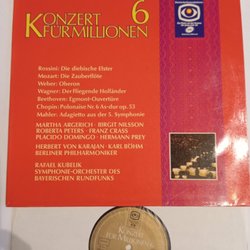 KONZERT 6
FÜR MILLIONEN
Rossini: Die diebische Elster
Mozart: Die Zauberflöte
Weber: Oberon
Wagner: Der fliegende Holländer
Beethoven: Egmont-Ouvertüre
Chopin: Polonaise Nr. 6 As-dur op. 53
Mahler: Adagietto aus der 5. Symphonie
MARTHA ARGERICH · BIRGIT NILSSON
ROBERTA PETERS · FRANZ CRASS
PLACIDO DOMINGO · HERMANN PREY
HERBERT VON KARAJAN · KARL BÖHM
BERLINER PHILHARMONIKER
RAFAEL KUBELIK
SYMPHONIE-ORCHESTER DES
BAYERISCHEN RUNDFUNKS
KONZERT
FÜR MILLIONEN